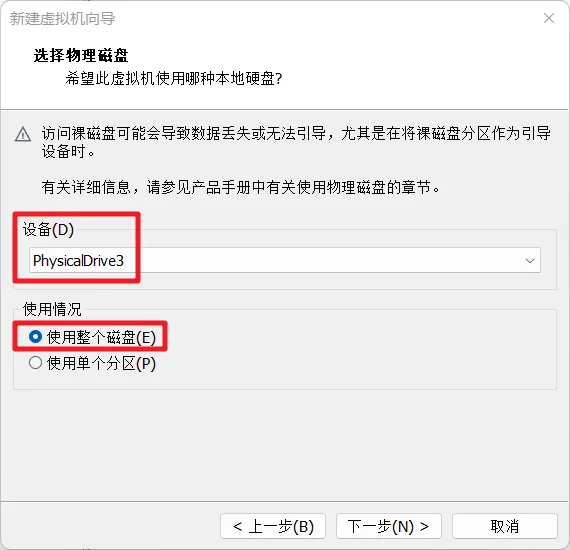 新建虚拟机向导
选择物理磁盘
希望此虚拟机使用哪种本地硬盘?
访问裸磁盘可能会导致数据丢失或无法引导，尤其是在将裸磁盘分区作为引导
设备时。
有关详细信息，请参见产品手册中有关使用物理磁盘的章节。
设备(D)
PhysicalDrive3
使用情况
使用整个磁盘(E)
使用单个分区(P)
< 上一步(B)
下一步(N) >
取消